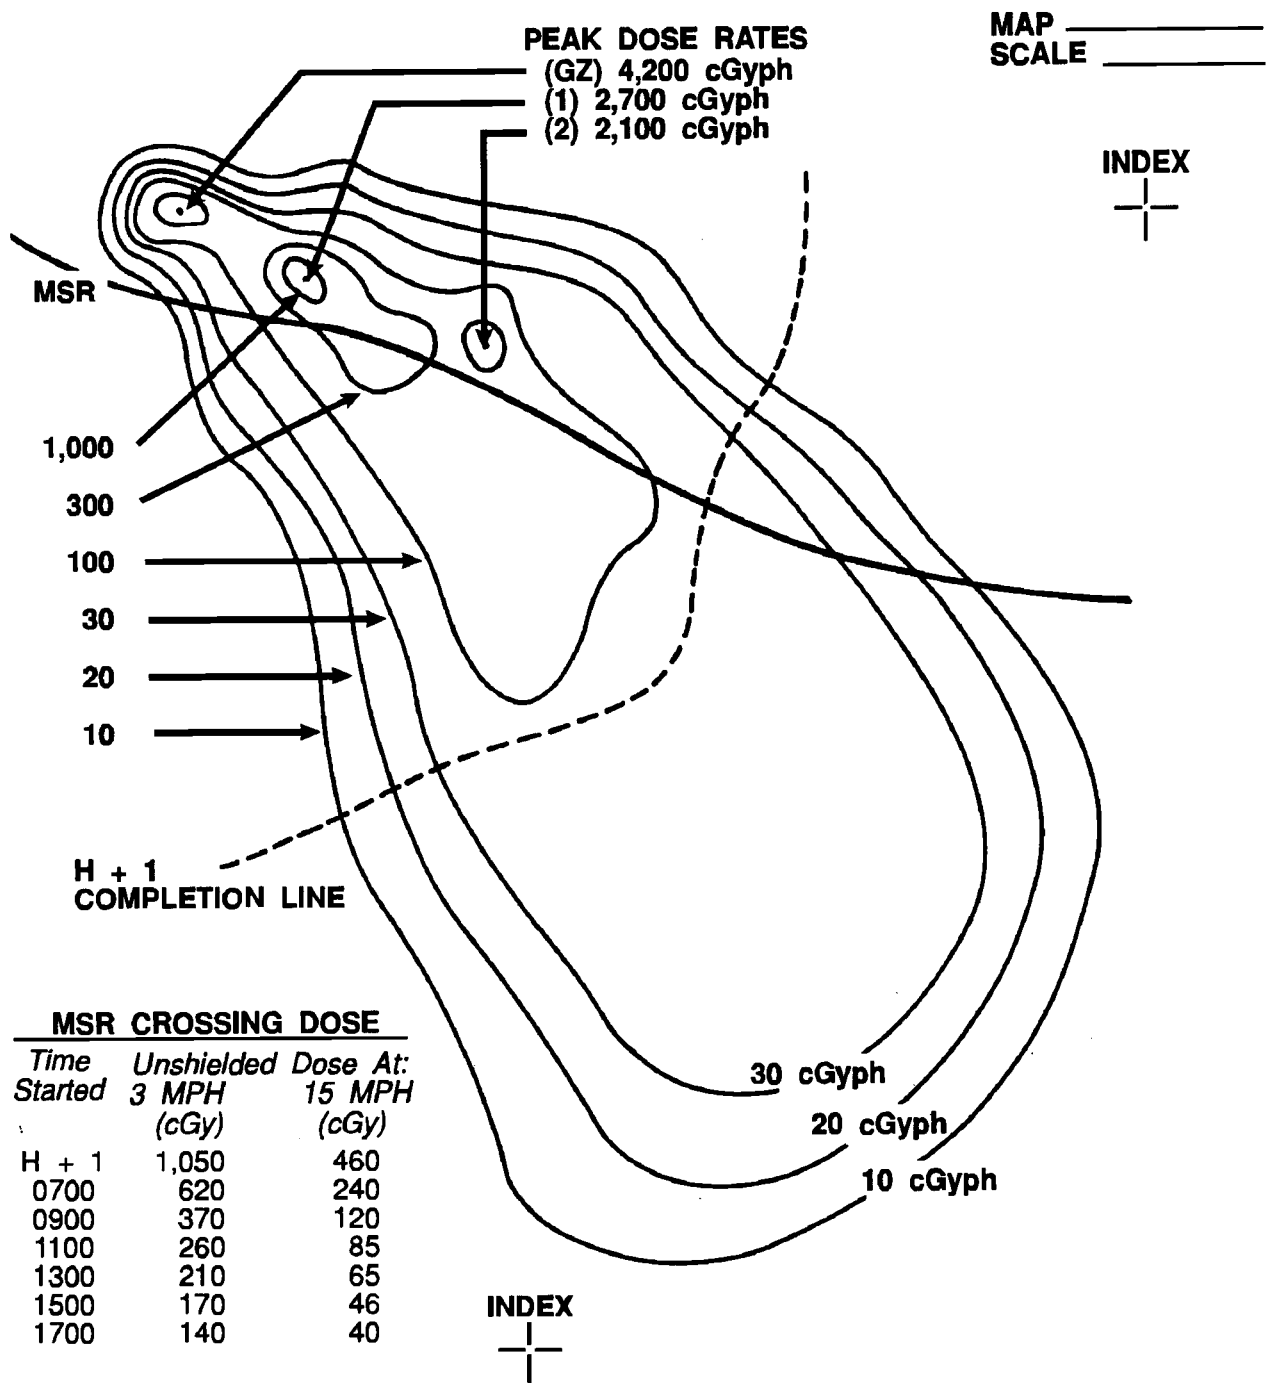 MAP
SCALE
PEAK DOSE RATES
(GZ) 4,200 cGyph
(1) 2,700 cGyph
(2) 2,100 cGyph
INDEX
MSR
1,000
300
100
30
20
10
H + 1
COMPLETION LINE
MSR CROSSING DOSE
Time Unshielded Dose At:
Started 3 MPH 15 MPH
(cGy) (cGy)
H + 1 1,050 460
0700 620 240
0900 370 120
1100 260 85
1300 210 65
1500 170 46
1700 140 40
30 cGyph
20 cGyph
10 cGyph
INDEX